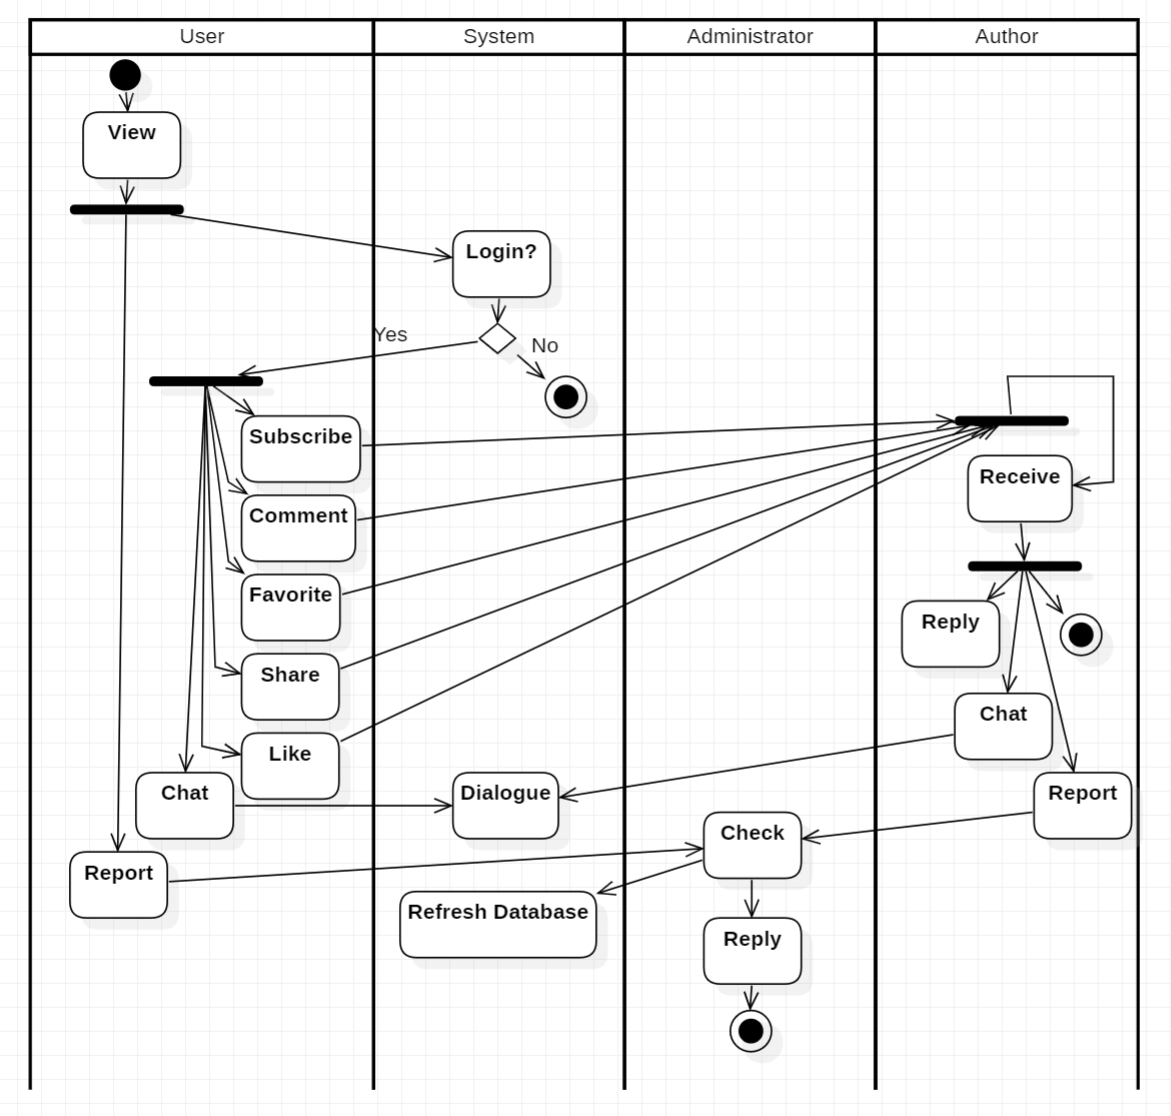 User
System
Administrator
Author
View
Login?
Yes
No
Subscribe
Receive
Comment
Favorite
Reply
Share
Chat
Like
Chat
Dialogue
Report
Check
Report
Refresh Database
Reply